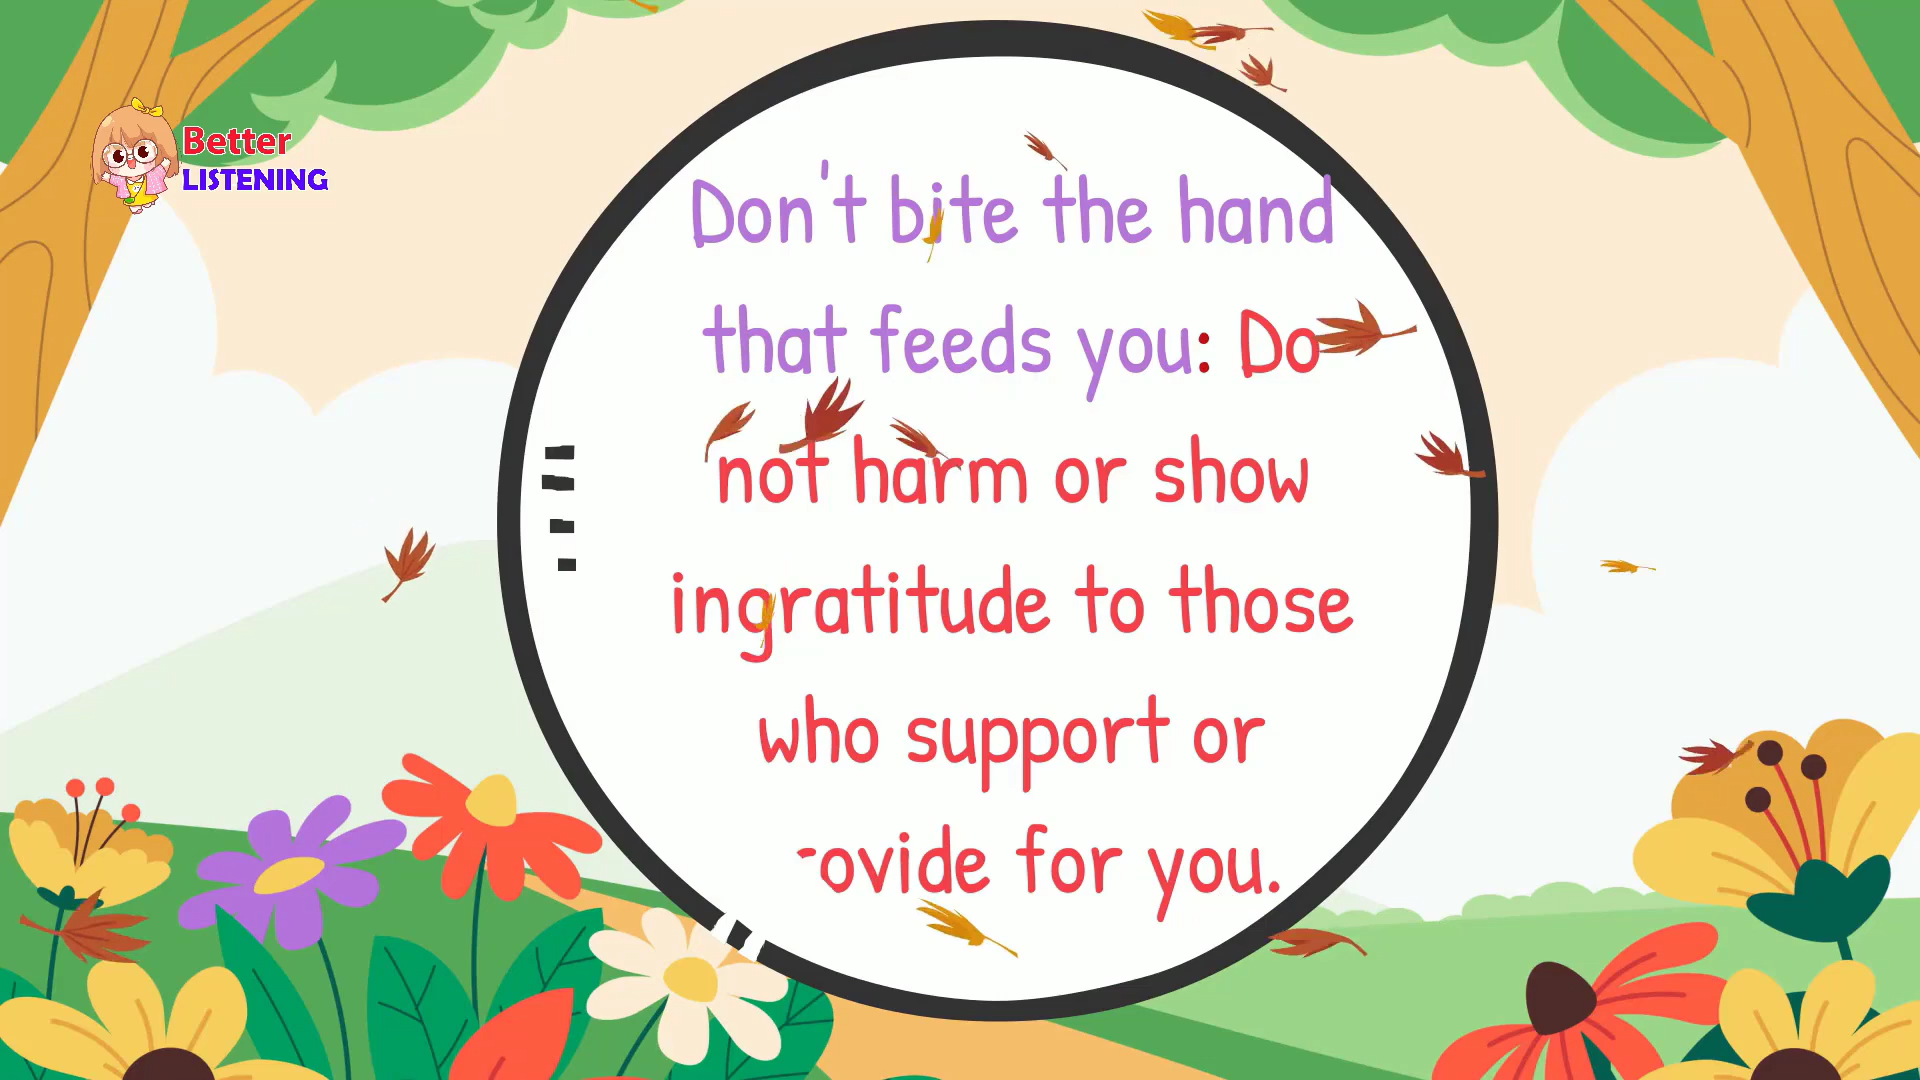 Better
LISTENING
Don't bite the hand
that feeds you: Do
not harm or show
ingratitude to those
who support or
for you.